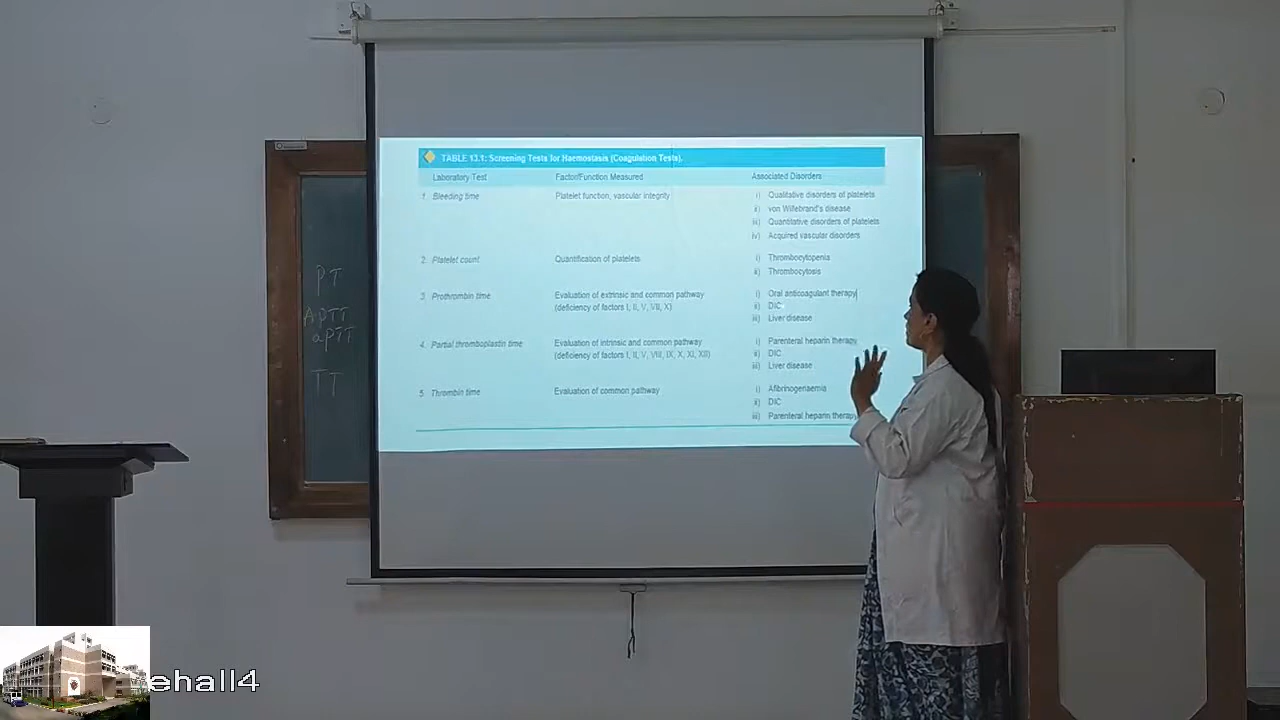 TABLE 13.1: Screening Tests for Haemostasis (Coagulation Tests).
Laboratory Test Factor/Function Measured Associated Disorders
1. Bleeding time Platelet function, vascular integrity i) Qualitative disorders of platelets
ii) von Willebrand's disease
iii) Quantitative disorders of platelets
iv) Acquired vascular disorders
2. Platelet count Quantification of platelets i) Thrombocytopenia
ii) Thrombocytosis
3. Prothrombin time Evaluation of extrinsic and common pathway i) Oral anticoagulant therapy
(deficiency of factors I, II, V, VII, X) ii) DIC
iii) Liver disease
4. Partial thromboplastin time Evaluation of intrinsic and common pathway i) Parenteral heparin therapy
(deficiency of factors I, II, V, VIII, IX, X, XI, XII) ii) DIC
iii) Liver disease
5. Thrombin time Evaluation of common pathway i) Afibrinogenaemia
ii) DIC
iii) Parenteral heparin therapy
PT
APTT
aPTT
TT
ehall4